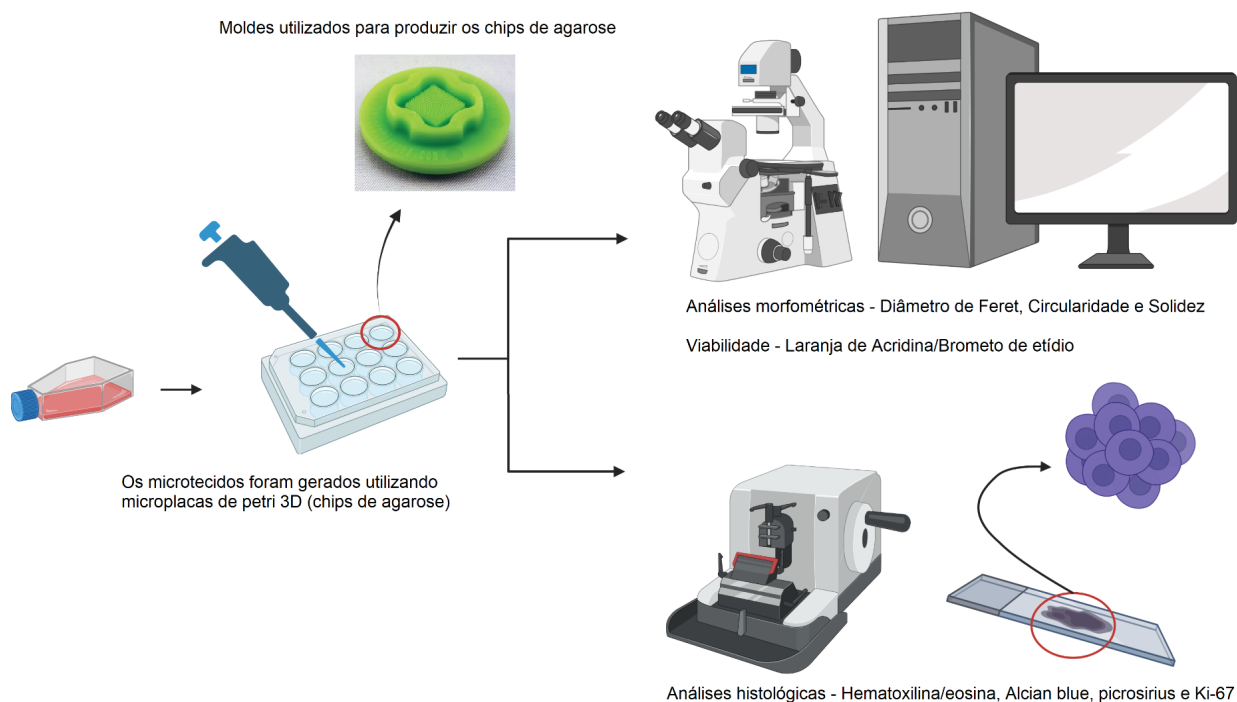 Moldes utilizados para produzir os chips de agarose
Os microtecidos foram gerados utilizando
microplacas de petri 3D (chips de agarose)
Análises morfométricas - Diâmetro de Feret, Circularidade e Solidez
Viabilidade - Laranja de Acridina/Brometo de etídio
Análises histológicas - Hematoxilina/eosina, Alcian blue, picrosirius e Ki-67